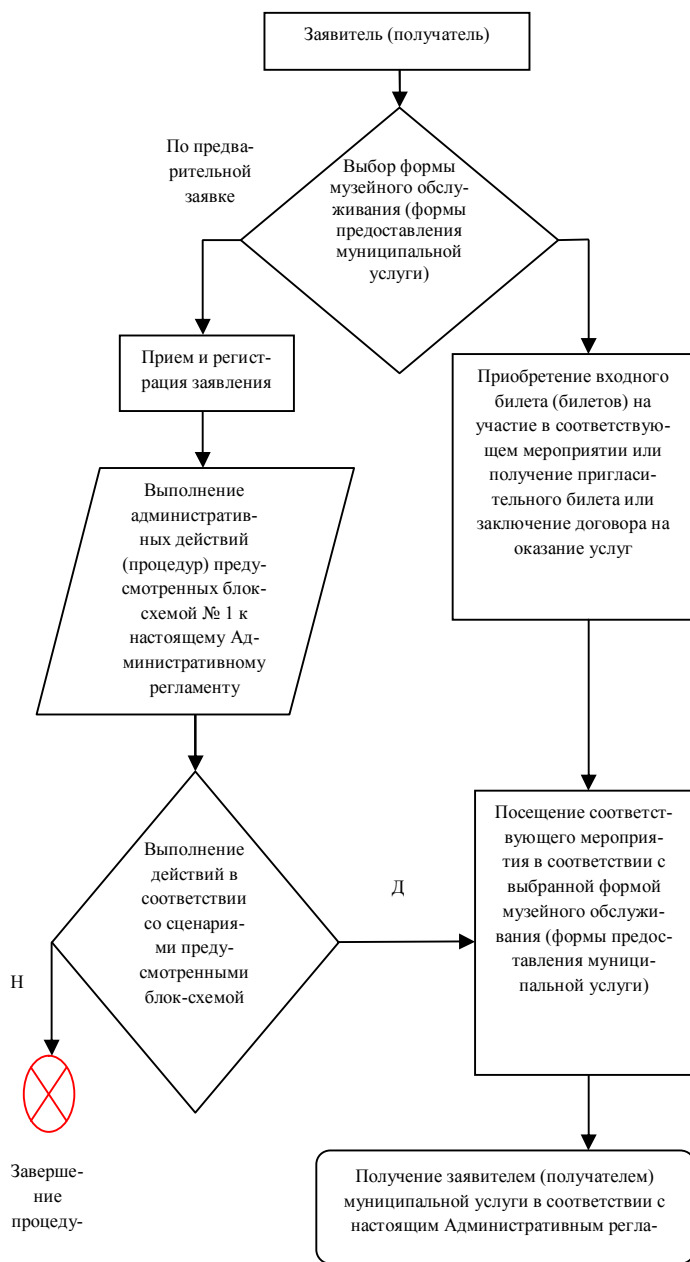 Заявитель (получатель)
По предва-
рительной
заявке
Выбор формы
музейного обслу-
живания (формы
предоставления
муниципальной
услуги)
Прием и регист-
рация заявления
Приобретение входного
билета (билетов) на
участие в соответствую-
щем мероприятии или
получение пригласи-
тельного билета или
заключение договора на
оказание услуг
Выполнение
административ-
ных действий
(процедур) преду-
смотренных блок-
схемой № 1 к
настоящему Ад-
министративному
регламенту
Выполнение
действий в
соответствии
со сценария-
ми преду-
смотренными
блок-схемой
Д
Посещение соответст-
вующего мероприя-
тия в соответствии с
выбранной формой
музейного обслужи-
вания (формы предос-
тавления муници-
пальной услуги)
Н
Заверше-
ние
процеду-
Получение заявителем (получателем)
муниципальной услуги в соответствии с
настоящим Административным регла-